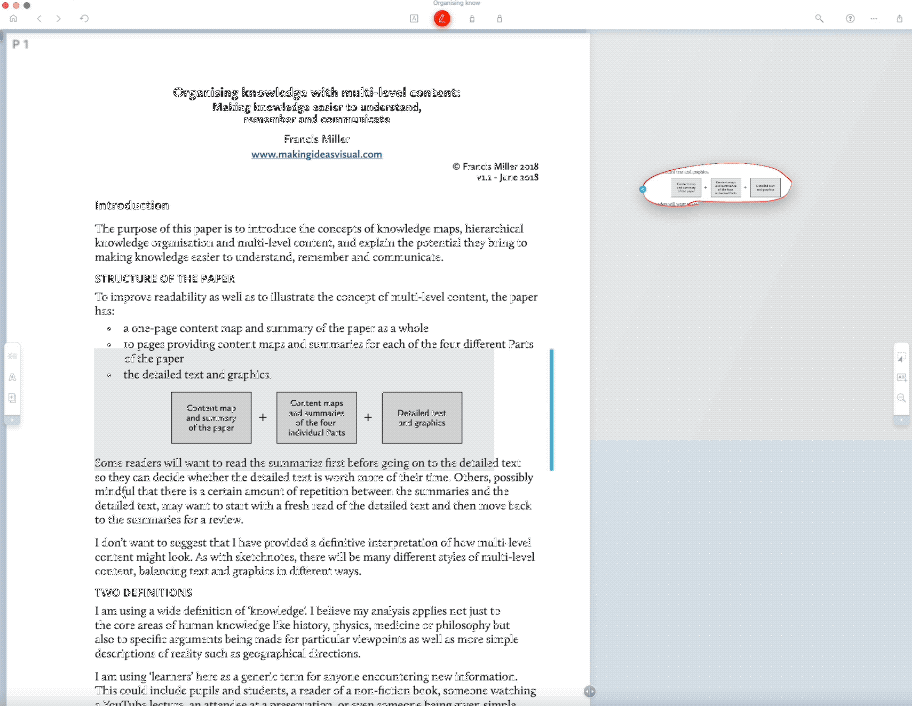 Organising know
P 1
Organising knowledge with multi-level content:
Making knowledge easier to understand,
remember and communicate
Francis Miller
www.makingideasvisual.com
© Francis Miller 2018
v1.1 - June 2018
Introduction
The purpose of this paper is to introduce the concepts of knowledge maps, hierarchical
knowledge organisation and multi-level content, and explain the potential they bring to
making knowledge easier to understand, remember and communicate.
STRUCTURE OF THE PAPER
To improve readability as well as to illustrate the concept of multi-level content, the paper
has:
◦ a one-page content map and summary of the paper as a whole
◦ to pages providing content maps and summaries for each of the four different Parts
of the paper
◦ the detailed text and graphics.
Content map
and summary
of the paper
+
Content maps
and summaries
of the four
individual Parts
+
Detailed text
and graphics
Some readers will want to read the summaries first before going on to the detailed text
so they can decide whether the detailed text is worth more of their time. Others, possibly
mindful that there is a certain amount of repetition between the summaries and the
detailed text, may want to start with a fresh read of the detailed text and then move back
to the summaries for a review.
I don't want to suggest that I have provided a definitive interpretation of how multi-level
content might look. As with sketchnotes, there will be many different styles of multi-level
content, balancing text and graphics in different ways.
TWO DEFINITIONS
I am using a wide definition of 'knowledge'. I believe my analysis applies not just to
the core areas of human knowledge like history, physics, medicine or philosophy but
also to specific arguments being made for particular viewpoints as well as more simple
descriptions of reality such as geographical directions.
I am using 'learners' here as a generic term for anyone encountering new information.
This could include pupils and students, a reader of a non-fiction book, someone watching
a YouTube lecture, an attendee at a presentation, or even someone being given simple